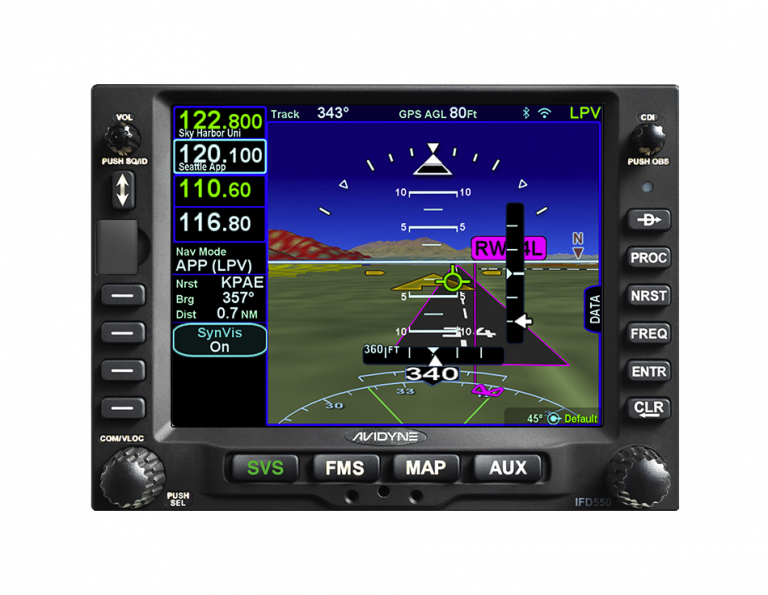 VOL
PUSH SQ/ID
122.800
Sky Harbor Uni
120.100
Seattle App
110.60
116.80
Nav Mode
APP (LPV)
Nrst KPAE
Brg 357°
Dist 0.7 NM
SynVis
On
Track 343° GPS AGL 80Ft LPV
10 10
5 5
RW 4L
N
5 5
10 10
360 FT
340
30 33
45° Default
DATA
CDI
PUSH OBS
D
PROC
NRST
FREQ
ENTR
CLR
COM/VLOC
PUSH
SEL
AVIDYNE
SVS FMS MAP AUX
IFD550